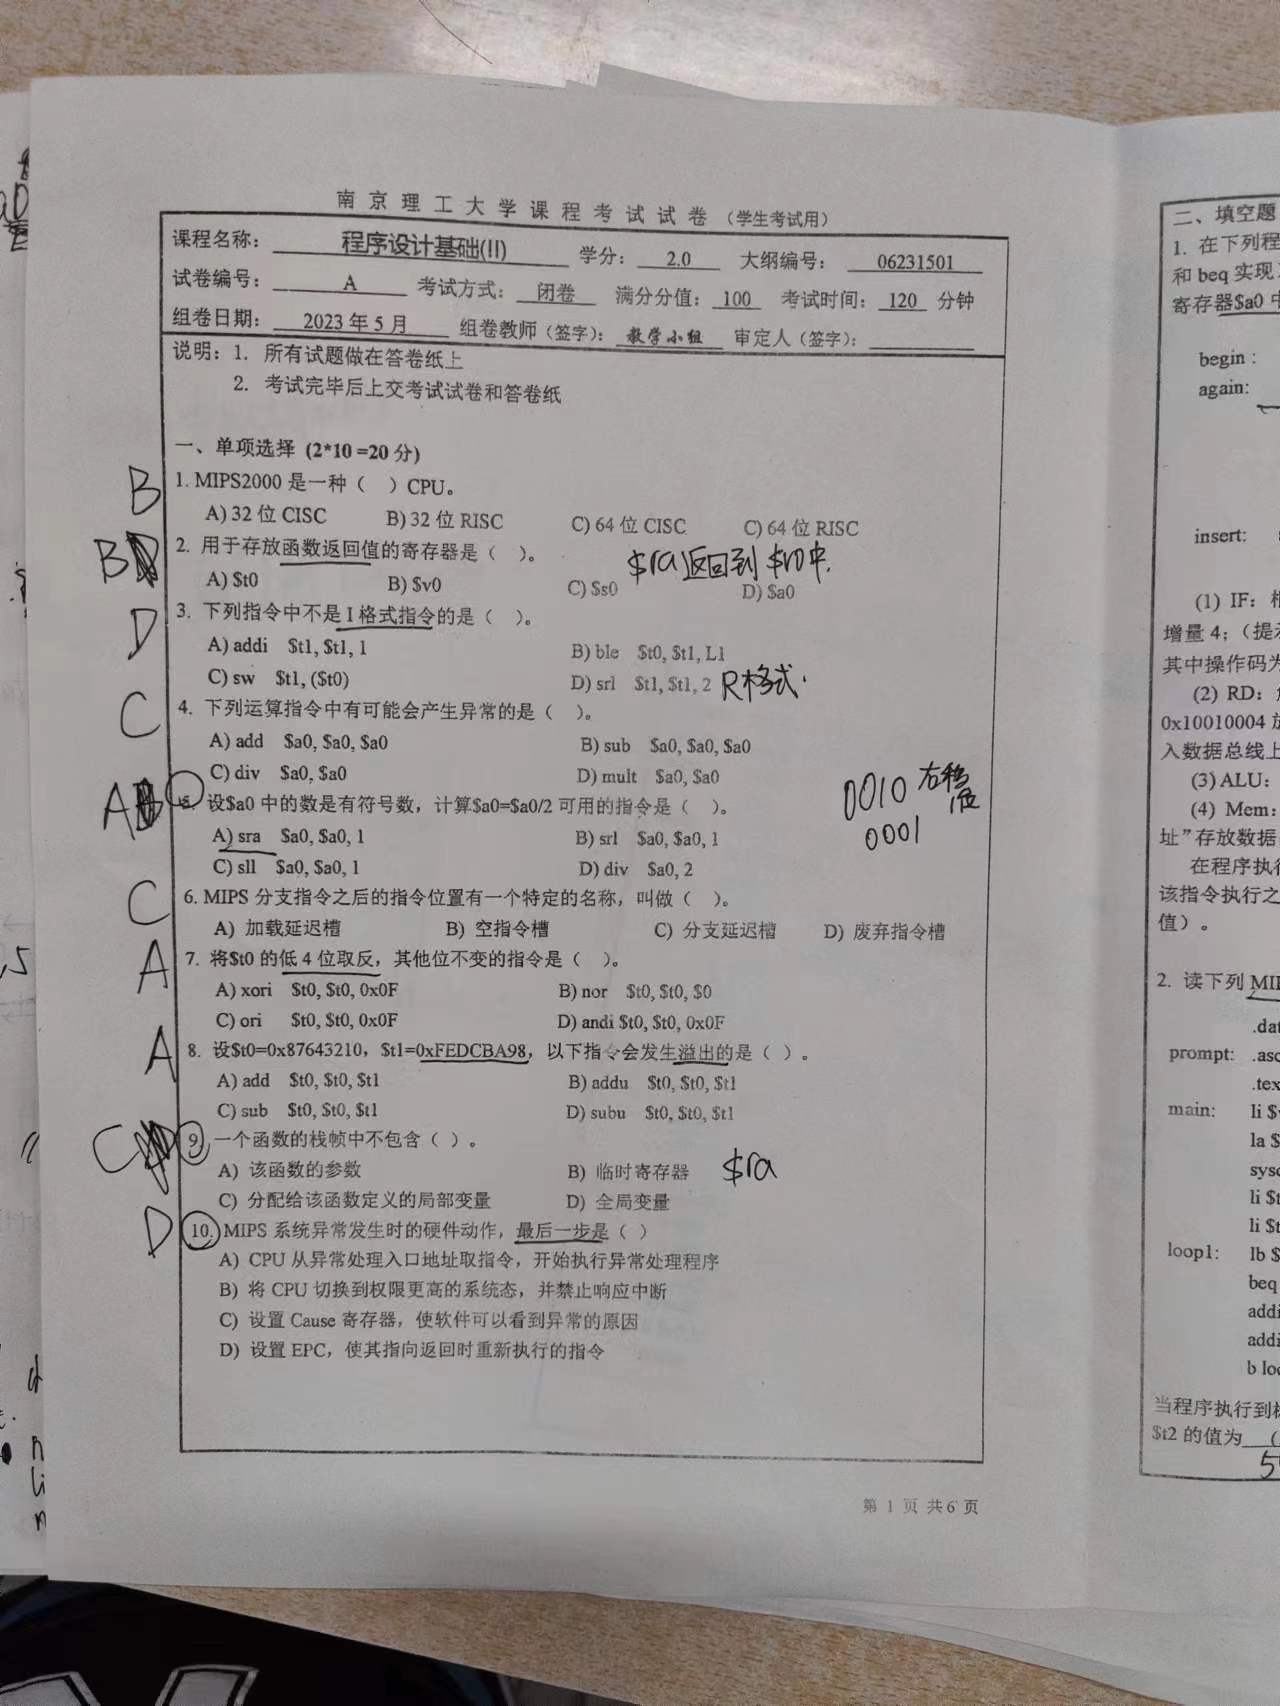 南京理工大学课程考试试卷（学生考试用）
课程名称： 程序设计基础(II) 学分： 2.0 大纲编号： 06231501
试卷编号： A 考试方式： 闭卷 满分分值： 100 考试时间： 120 分钟
组卷日期： 2023年5月 组卷教师（签字）： 教学小组 审定人（签字）：
说明：1. 所有试题做在答卷纸上
2. 考试完毕后上交考试试卷和答卷纸
一、单项选择 (2*10 =20 分)
B 1. MIPS2000 是一种（ ）CPU。
A) 32 位 CISC B) 32 位 RISC C) 64 位 CISC D) 64 位 RISC
B 2. 用于存放函数返回值的寄存器是（ ）。 $ra返回到 $v0中.
A) $t0 B) $v0 C) $s0 D) $a0
D 3. 下列指令中不是 I 格式指令的是（ ）。
A) addi $t1, $t1, 1 B) ble $t0, $t1, L1
C) sw $t1, ($t0) D) srl $t1, $t1, 2 R格式.
C 4. 下列运算指令中有可能会产生异常的是（ ）。
A) add $a0, $a0, $a0 B) sub $a0, $a0, $a0
C) div $a0, $a0 D) mult $a0, $a0
0010 右移
A 5. 设$a0 中的数是有符号数，计算$a0=$a0/2 可用的指令是（ ）。
0001
A) sra $a0, $a0, 1 B) srl $a0, $a0, 1
C) sll $a0, $a0, 1 D) div $a0, 2
C 6. MIPS 分支指令之后的指令位置有一个特定的名称，叫做（ ）。
A) 加载延迟槽 B) 空指令槽 C) 分支延迟槽 D) 废弃指令槽
A 7. 将$t0 的低 4 位取反，其他位不变的指令是（ ）。
A) xori $t0, $t0, 0x0F B) nor $t0, $t0, $0
C) ori $t0, $t0, 0x0F D) andi $t0, $t0, 0x0F
A 8. 设$t0=0x87643210，$t1=0xFEDCBA98，以下指令会发生溢出的是（ ）。
A) add $t0, $t0, $t1 B) addu $t0, $t0, $t1
C) sub $t0, $t0, $t1 D) subu $t0, $t0, $t1
C 9. 一个函数的栈帧中不包含（ ）。
A) 该函数的参数 B) 临时寄存器 $ra
C) 分配给该函数定义的局部变量 D) 全局变量
D 10. MIPS 系统异常发生时的硬件动作，最后一步是（ ）
A) CPU 从异常处理入口地址取指令，开始执行异常处理程序
B) 将 CPU 切换到权限更高的系统态，并禁止响应中断
C) 设置 Cause 寄存器，使软件可以看到异常的原因
D) 设置 EPC，使其指向返回时重新执行的指令
第 1 页 共 6 页
二、填空题
1. 在下列程
和 beq 实现
寄存器$a0 中
begin :
again:
insert:
(1) IF：
增量 4；（提
其中操作码为
(2) RD：
0x10010004 放
入数据总线上
(3) ALU：
(4) Mem：
址”存放数据
在程序执行
该指令执行之
值）。
2. 读下列 MI
.dat
prompt: .asc
.tex
main: li $
la $
sysc
li $t
li $t
loop1: lb $
beq
addi
addi
b loo
当程序执行到
$t2 的值为 (
5